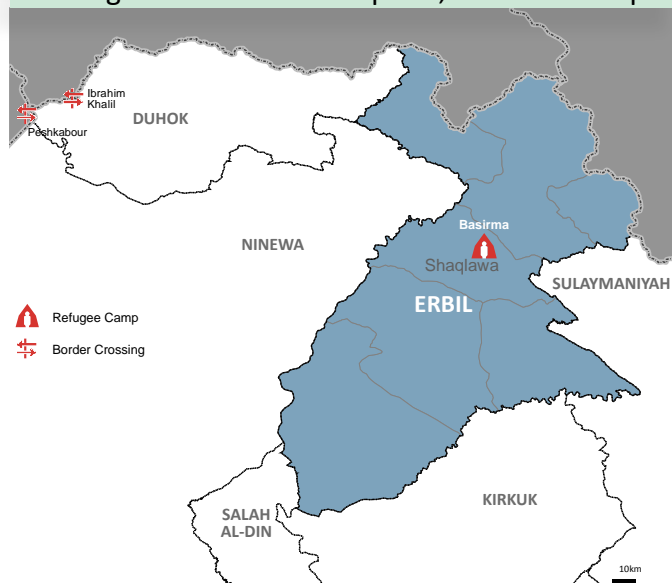 Ibrahim
Khalil
DUHOK
Peshkabour
Basirma
NINEWA
Shaqlawa
SULAYMANIYAH
ERBIL
Refugee Camp
Border Crossing
KIRKUK
SALAH
AL-DIN
10km